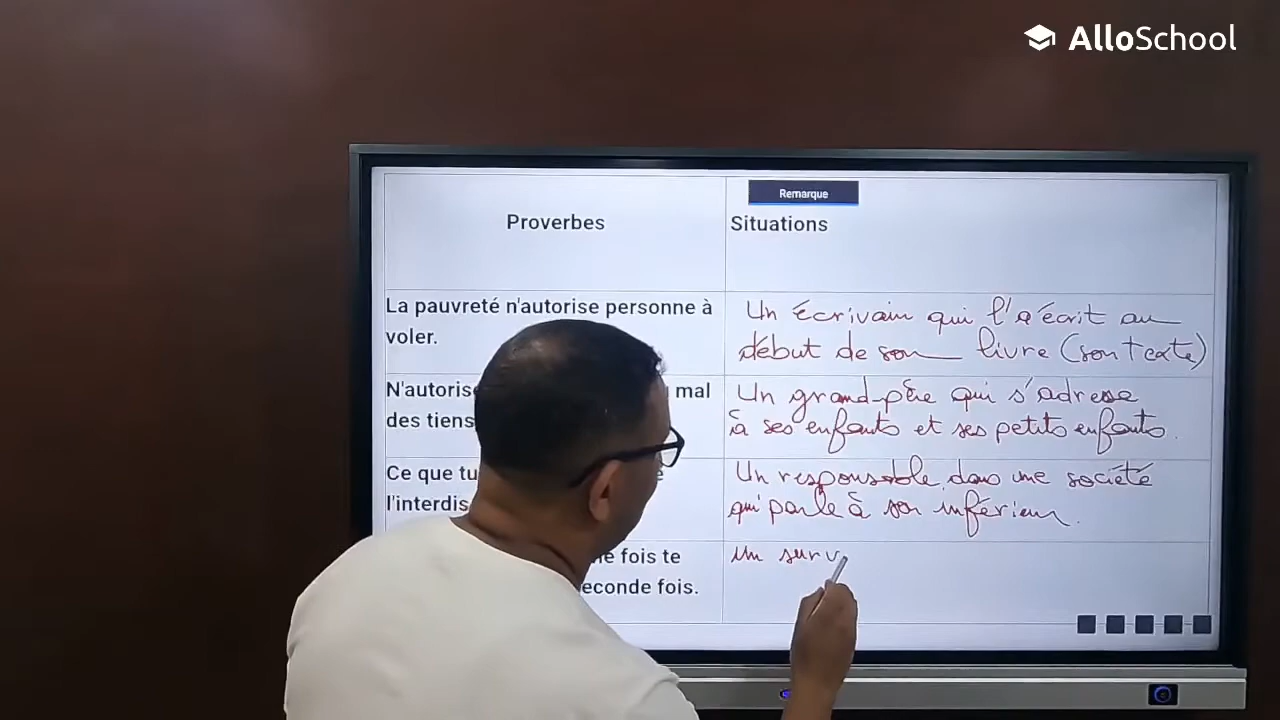 AlloSchool
Remarque
Proverbes
Situations
La pauvreté n'autorise personne à
voler.
Un écrivain qui l'a écrit au
début de son livre (son texte)
N'autoris mal
des tiens
Un grand-père qui s'adresse
à ses enfants et ses petits enfants.
Ce que tu
l'interdis
Un responsable dans une société
qui parle à son inférieur.
fois te
econde fois.
Un surv